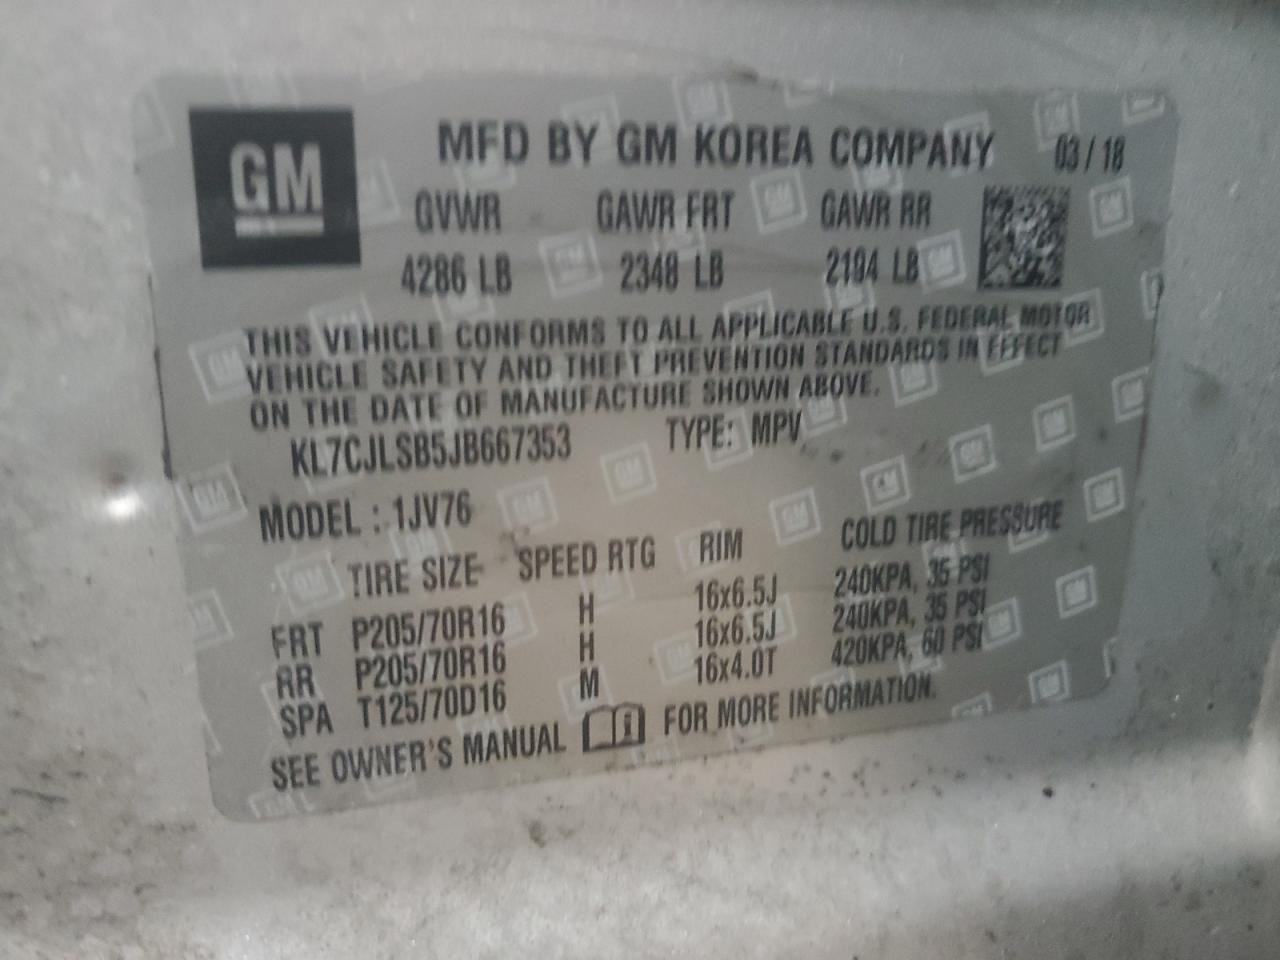 GM
MFD BY GM KOREA COMPANY 03/18
GVWR GAWR FRT GAWR RR
4286 LB 2348 LB 2194 LB
THIS VEHICLE CONFORMS TO ALL APPLICABLE U.S. FEDERAL MOTOR
VEHICLE SAFETY AND THEFT PREVENTION STANDARDS IN EFFECT
ON THE DATE OF MANUFACTURE SHOWN ABOVE.
KL7CJLSB5JB667353 TYPE: MPV
MODEL : 1JV76
TIRE SIZE SPEED RTG RIM COLD TIRE PRESSURE
FRT P205/70R16 H 16x6.5J 240KPA, 35 PSI
RR P205/70R16 H 16x6.5J 240KPA, 35 PSI
SPA T125/70D16 M 16x4.0T 420KPA, 60 PSI
SEE OWNER'S MANUAL FOR MORE INFORMATION.